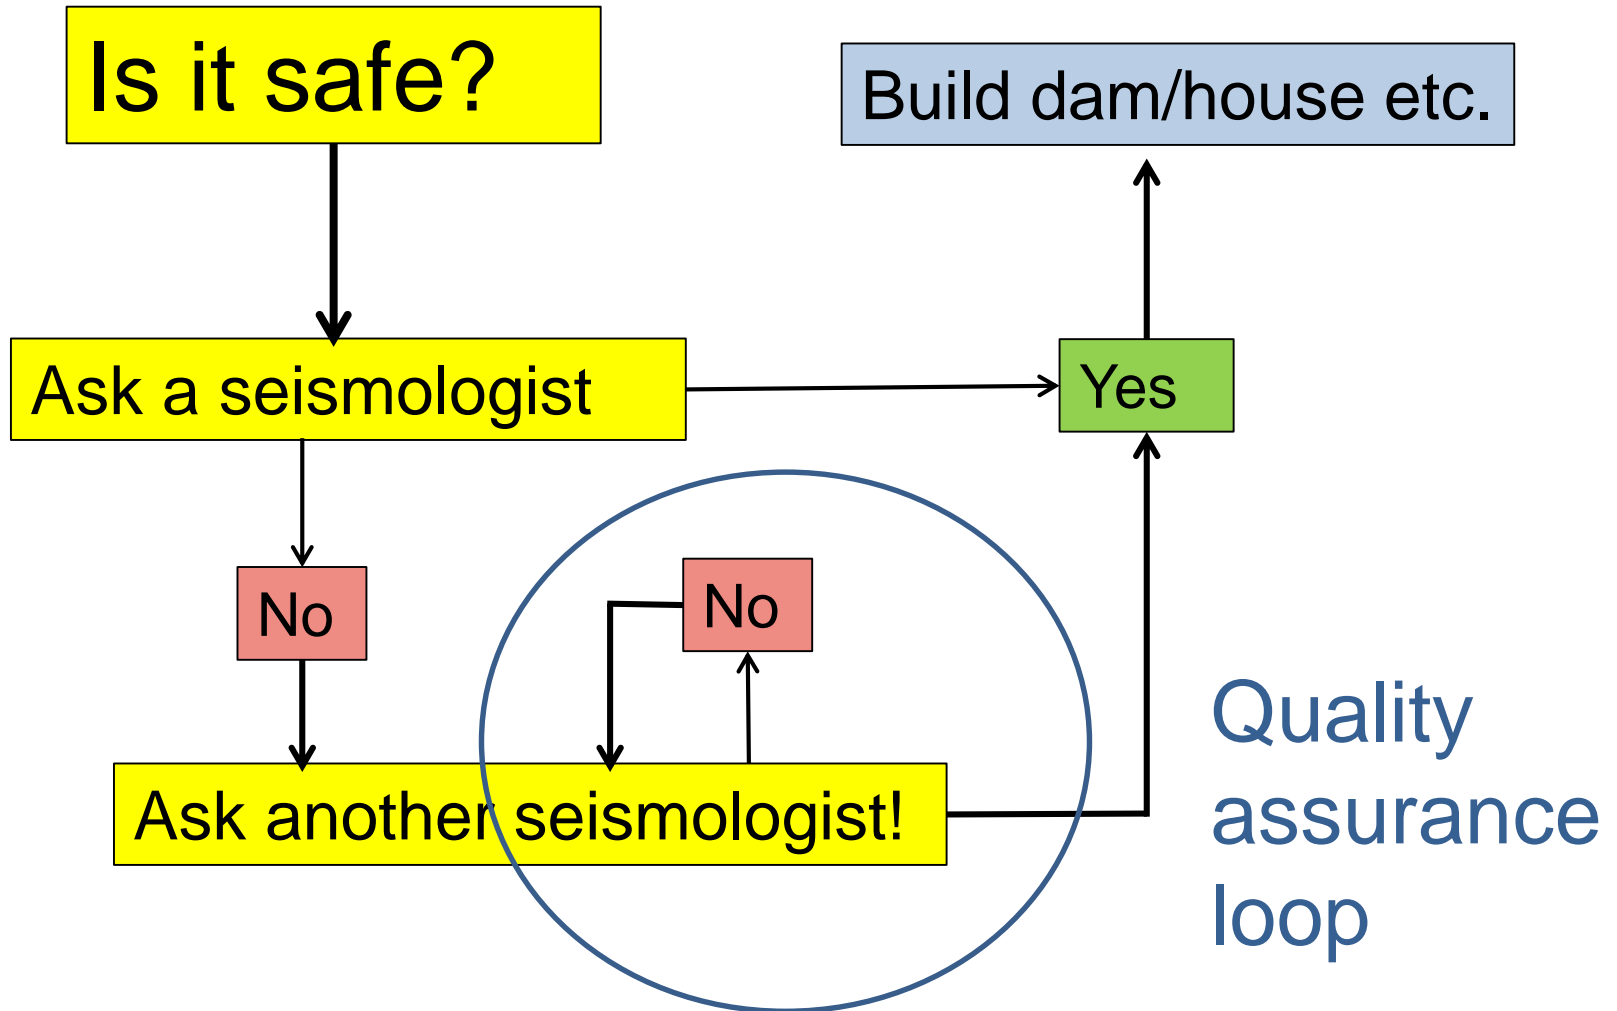 Is it safe?
Build dam/house etc.
Ask a seismologist
Yes
No
No
Ask another seismologist!
Quality
assurance
loop